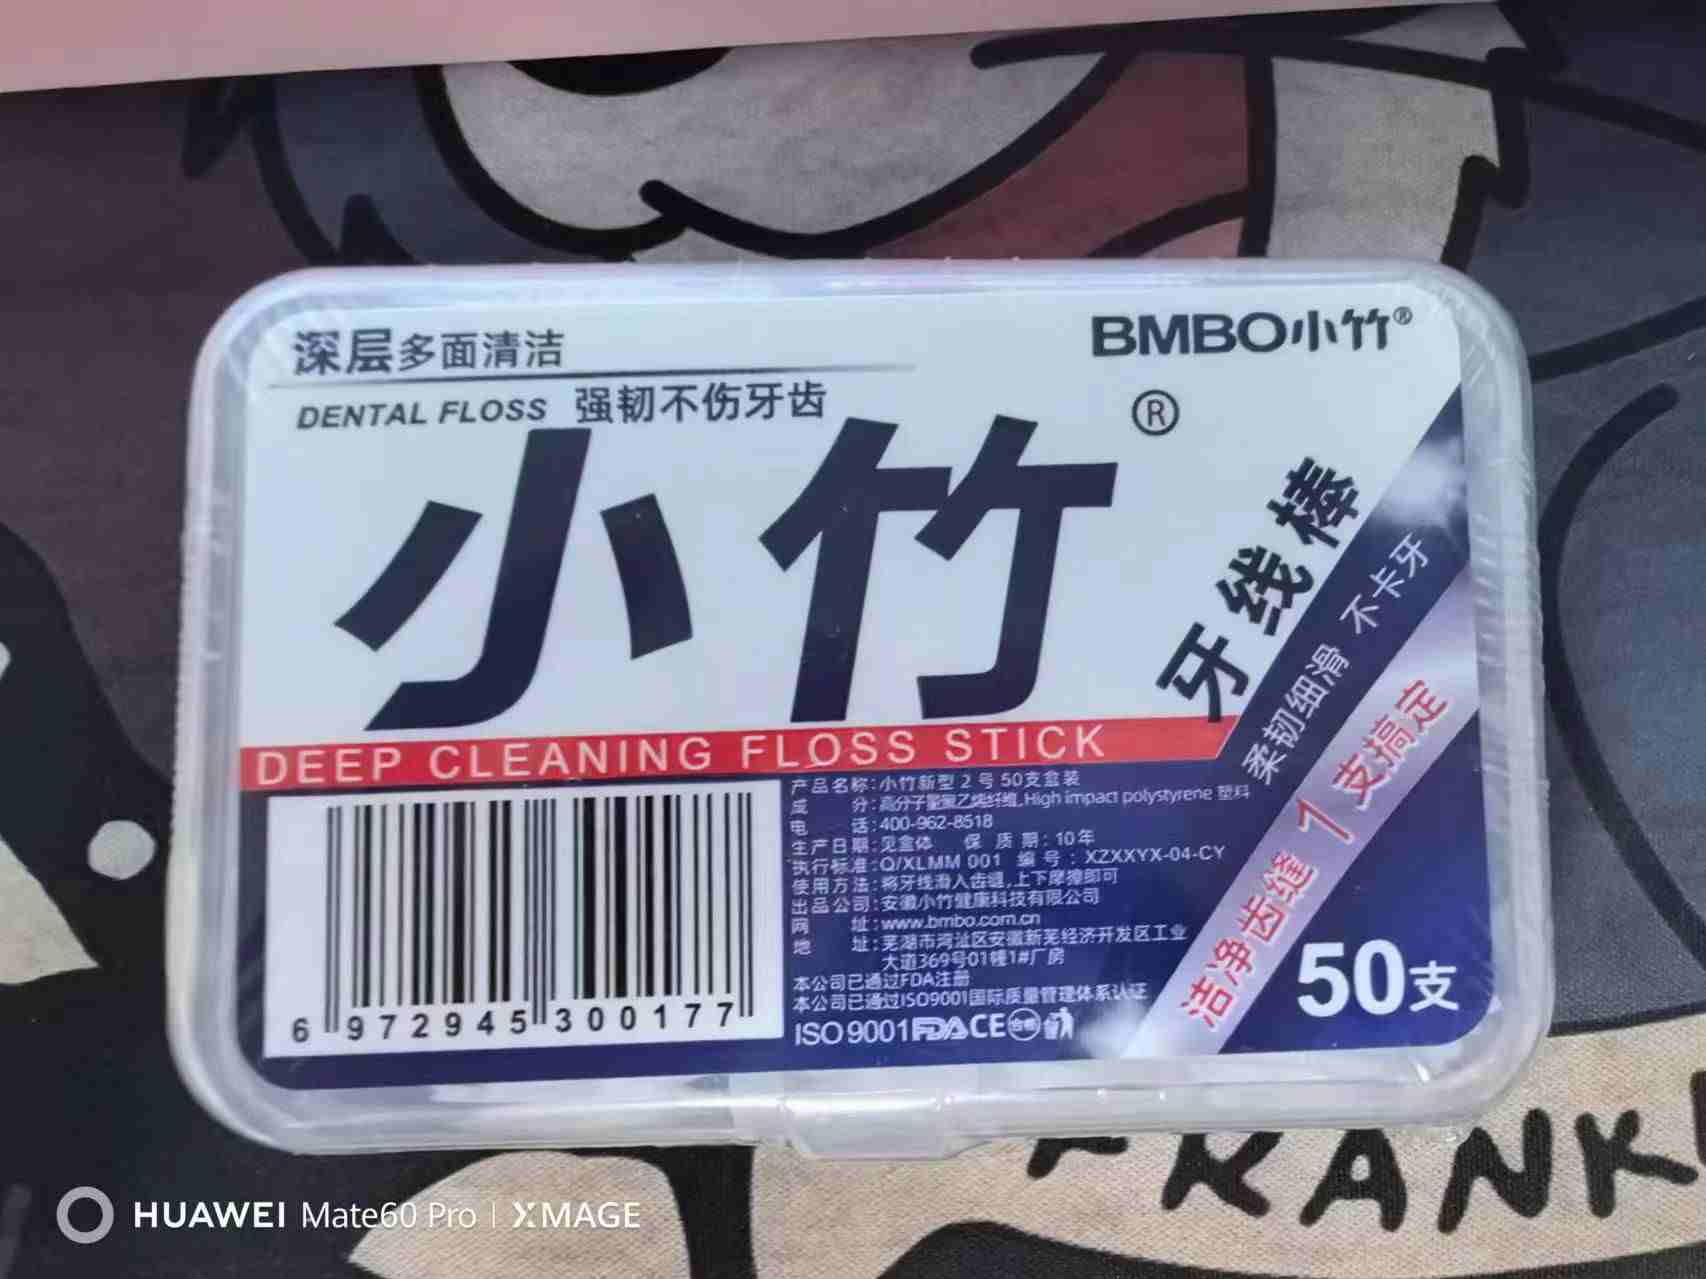 深层多面清洁
BMBO小竹®
DENTAL FLOSS 强韧不伤牙齿
小竹®
牙线棒
柔韧细滑 不卡牙
洁净齿缝 1 支搞定
DEEP CLEANING FLOSS STICK
产品名称:小竹新型2号50支盒装
成 分:高分子聚乙烯纤维,High impact polystyrene 塑料
电 话:400-962-8518
生产日期:见盒体 保质期:10年
执行标准:Q/XLMM 001 编号:XZXXYX-04-CY
使用方法:将牙线滑入齿缝,上下摩擦即可
出品公司:安徽小竹健康科技有限公司
网 址:www.bmbo.com.cn
地 址:芜湖市湾沚区安徽新芜经济开发区工业
大道369号01幢1#厂房
本公司已通过FDA注册
本公司已通过ISO9001国际质量管理体系认证
ISO 9001 FDA CE 合格
50支
6 972945 300177
RANK
HUAWEI Mate60 Pro | XMAGE